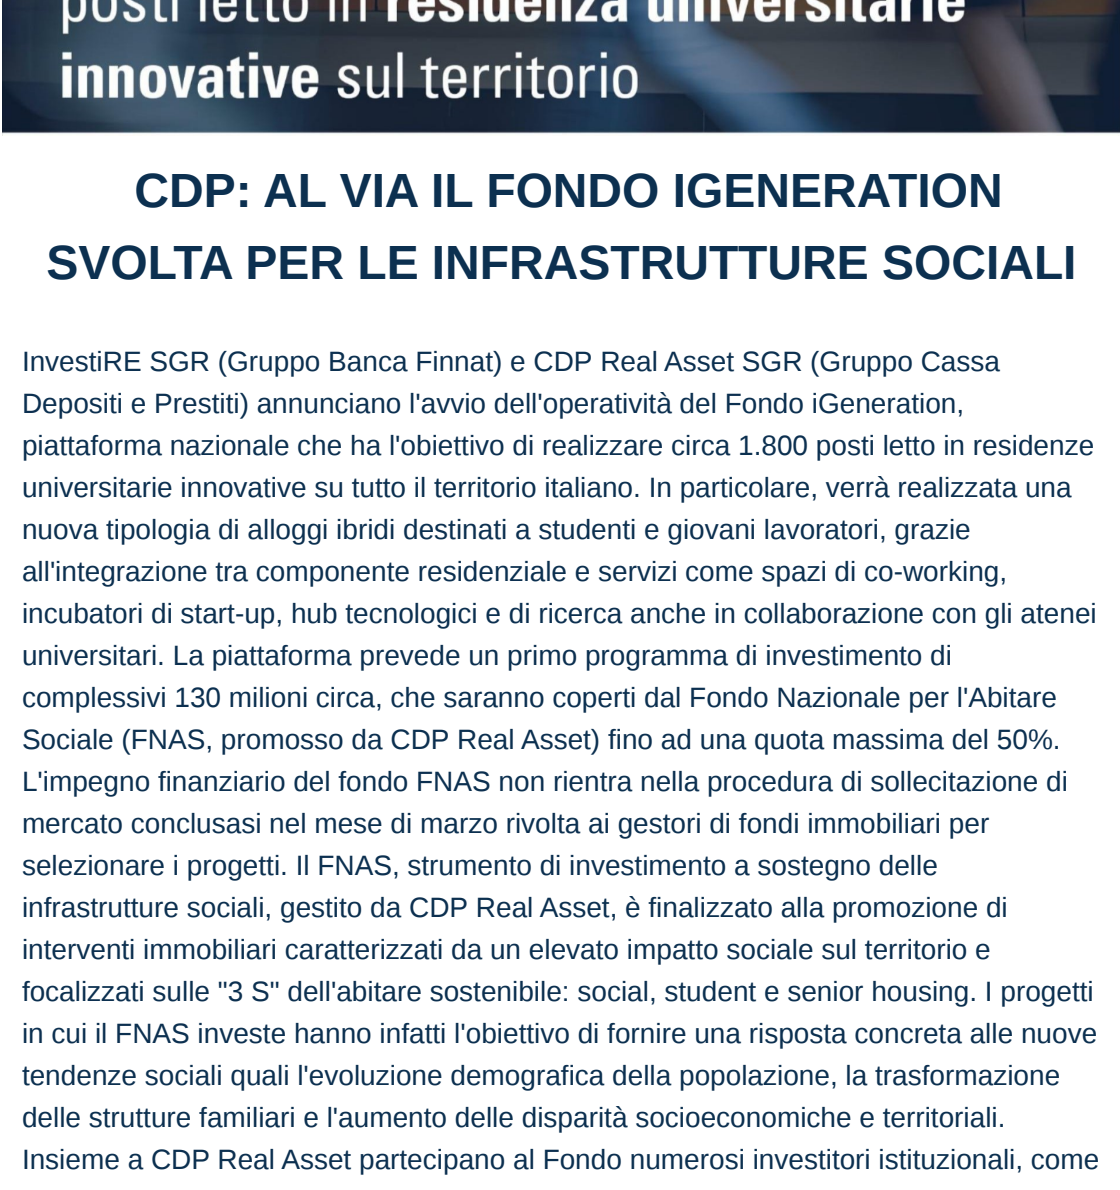 posti letto in residenza universitarie
innovative sul territorio
CDP: AL VIA IL FONDO IGENERATION
SVOLTA PER LE INFRASTRUTTURE SOCIALI
InvestiRE SGR (Gruppo Banca Finnat) e CDP Real Asset SGR (Gruppo Cassa
Depositi e Prestiti) annunciano l'avvio dell'operatività del Fondo iGeneration,
piattaforma nazionale che ha l'obiettivo di realizzare circa 1.800 posti letto in residenze
universitarie innovative su tutto il territorio italiano. In particolare, verrà realizzata una
nuova tipologia di alloggi ibridi destinati a studenti e giovani lavoratori, grazie
all'integrazione tra componente residenziale e servizi come spazi di co-working,
incubatori di start-up, hub tecnologici e di ricerca anche in collaborazione con gli atenei
universitari. La piattaforma prevede un primo programma di investimento di
complessivi 130 milioni circa, che saranno coperti dal Fondo Nazionale per l'Abitare
Sociale (FNAS, promosso da CDP Real Asset) fino ad una quota massima del 50%.
L'impegno finanziario del fondo FNAS non rientra nella procedura di sollecitazione di
mercato conclusasi nel mese di marzo rivolta ai gestori di fondi immobiliari per
selezionare i progetti. Il FNAS, strumento di investimento a sostegno delle
infrastrutture sociali, gestito da CDP Real Asset, è finalizzato alla promozione di
interventi immobiliari caratterizzati da un elevato impatto sociale sul territorio e
focalizzati sulle "3 S" dell'abitare sostenibile: social, student e senior housing. I progetti
in cui il FNAS investe hanno infatti l'obiettivo di fornire una risposta concreta alle nuove
tendenze sociali quali l'evoluzione demografica della popolazione, la trasformazione
delle strutture familiari e l'aumento delle disparità socioeconomiche e territoriali.
Insieme a CDP Real Asset partecipano al Fondo numerosi investitori istituzionali, come